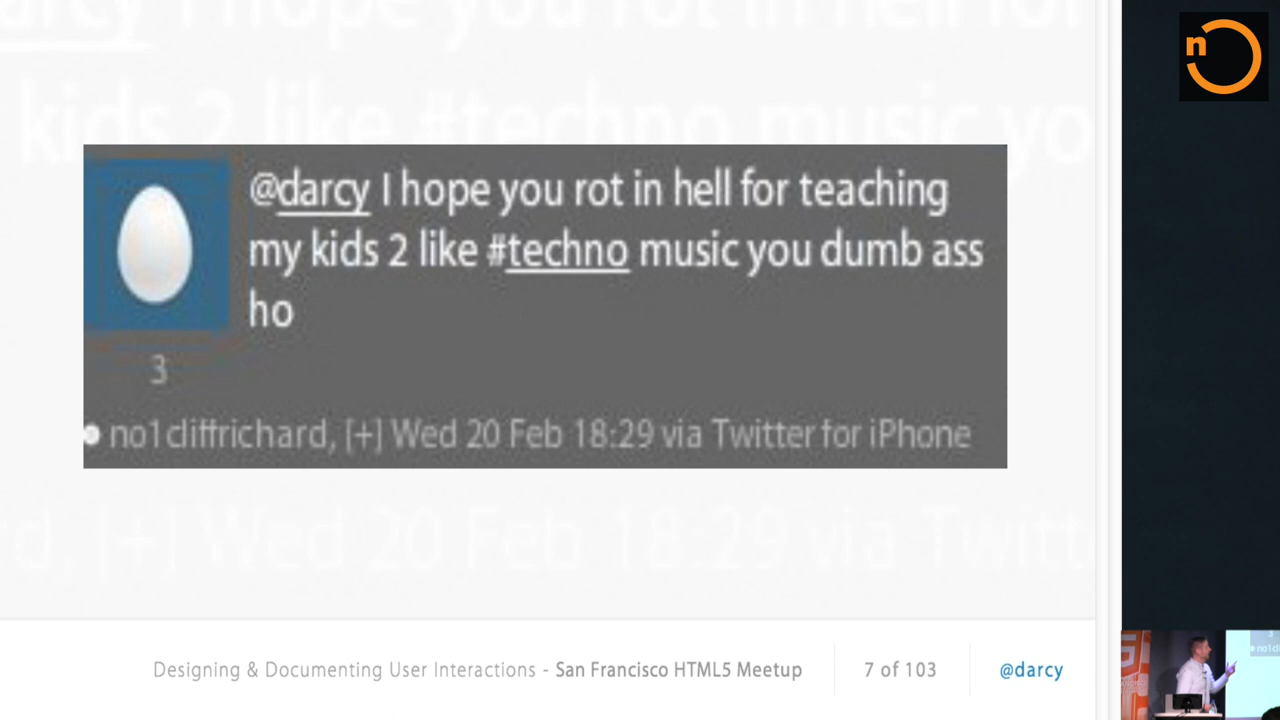 n
@darcy I hope you rot in hell for teaching
my kids 2 like #techno music you dumb ass
ho
3
no1cliffrichard, [+] Wed 20 Feb 18:29 via Twitter for iPhone
Designing & Documenting User Interactions - San Francisco HTML5 Meetup
7 of 103
@darcy